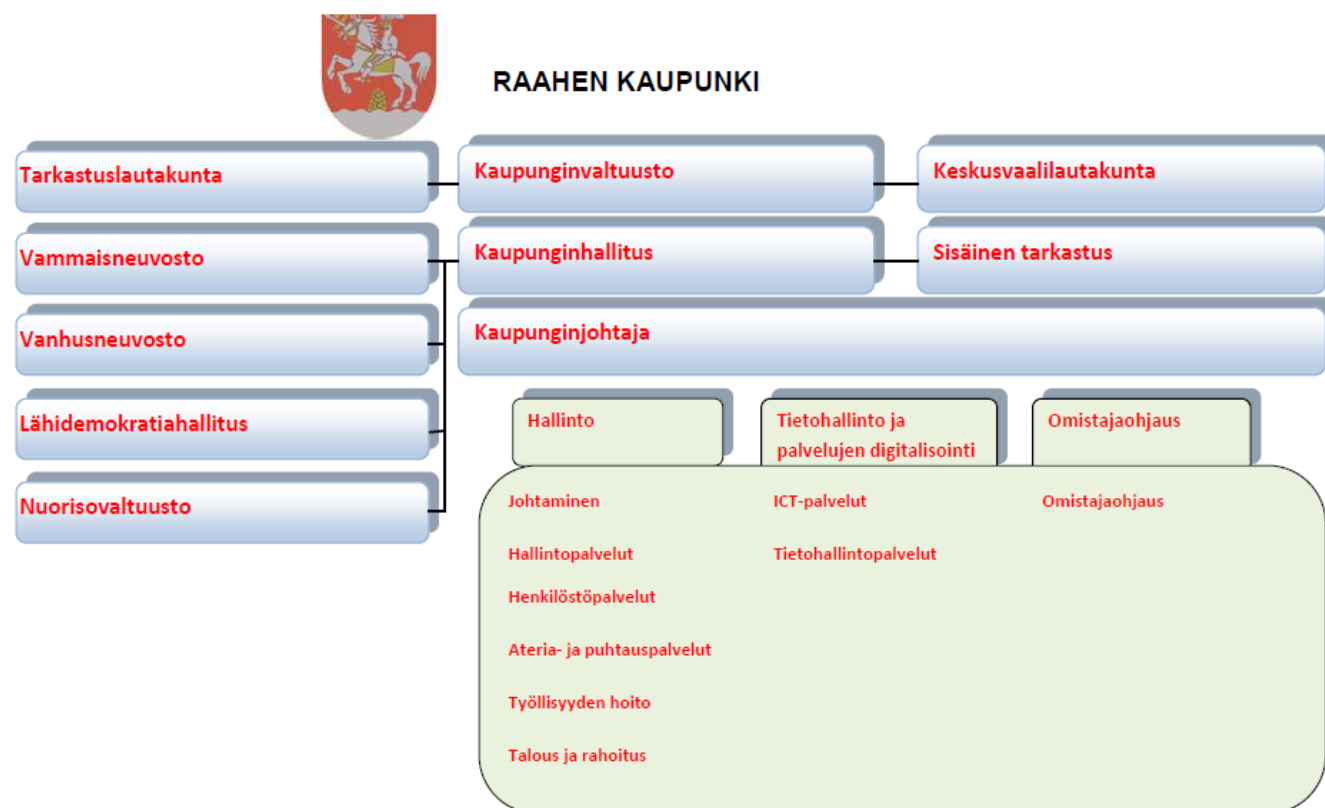 RAAHEN KAUPUNKI
Tarkastuslautakunta
Kaupunginvaltuusto
Keskusvaalilautakunta
Vammaisneuvosto
Kaupunginhallitus
Sisäinen tarkastus
Vanhusneuvosto
Kaupunginjohtaja
Lähidemokratiahallitus
Nuorisovaltuusto
Hallinto
Tietohallinto ja
palvelujen digitalisointi
Omistajaohjaus
Johtaminen
ICT-palvelut
Omistajaohjaus
Hallintopalvelut
Tietohallintopalvelut
Henkilöstöpalvelut
Ateria- ja puhtauspalvelut
Työllisyyden hoito
Talous ja rahoitus